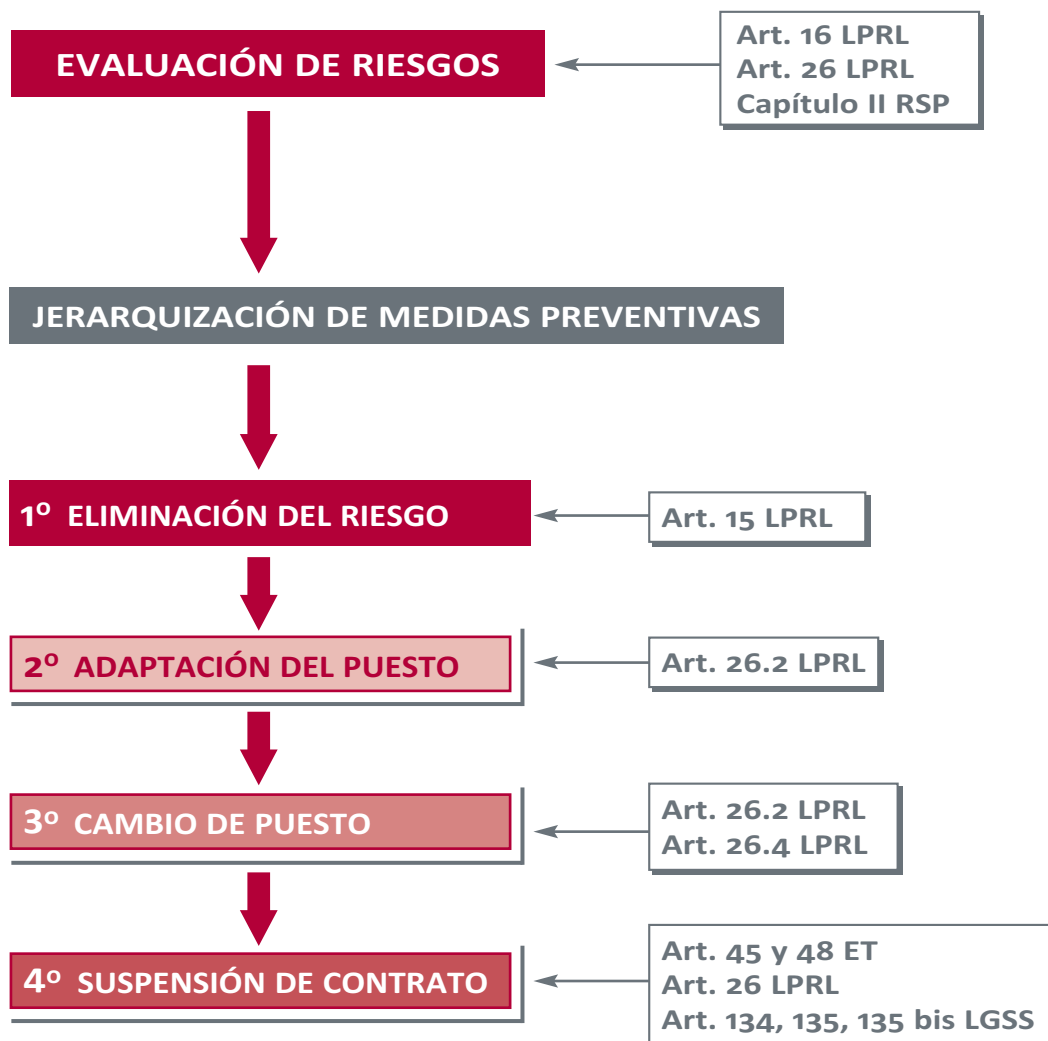 EVALUACIÓN DE RIESGOS
Art. 16 LPRL
Art. 26 LPRL
Capítulo II RSP
JERARQUIZACIÓN DE MEDIDAS PREVENTIVAS
1º ELIMINACIÓN DEL RIESGO
Art. 15 LPRL
2º ADAPTACIÓN DEL PUESTO
Art. 26.2 LPRL
3º CAMBIO DE PUESTO
Art. 26.2 LPRL
Art. 26.4 LPRL
4º SUSPENSIÓN DE CONTRATO
Art. 45 y 48 ET
Art. 26 LPRL
Art. 134, 135, 135 bis LGSS